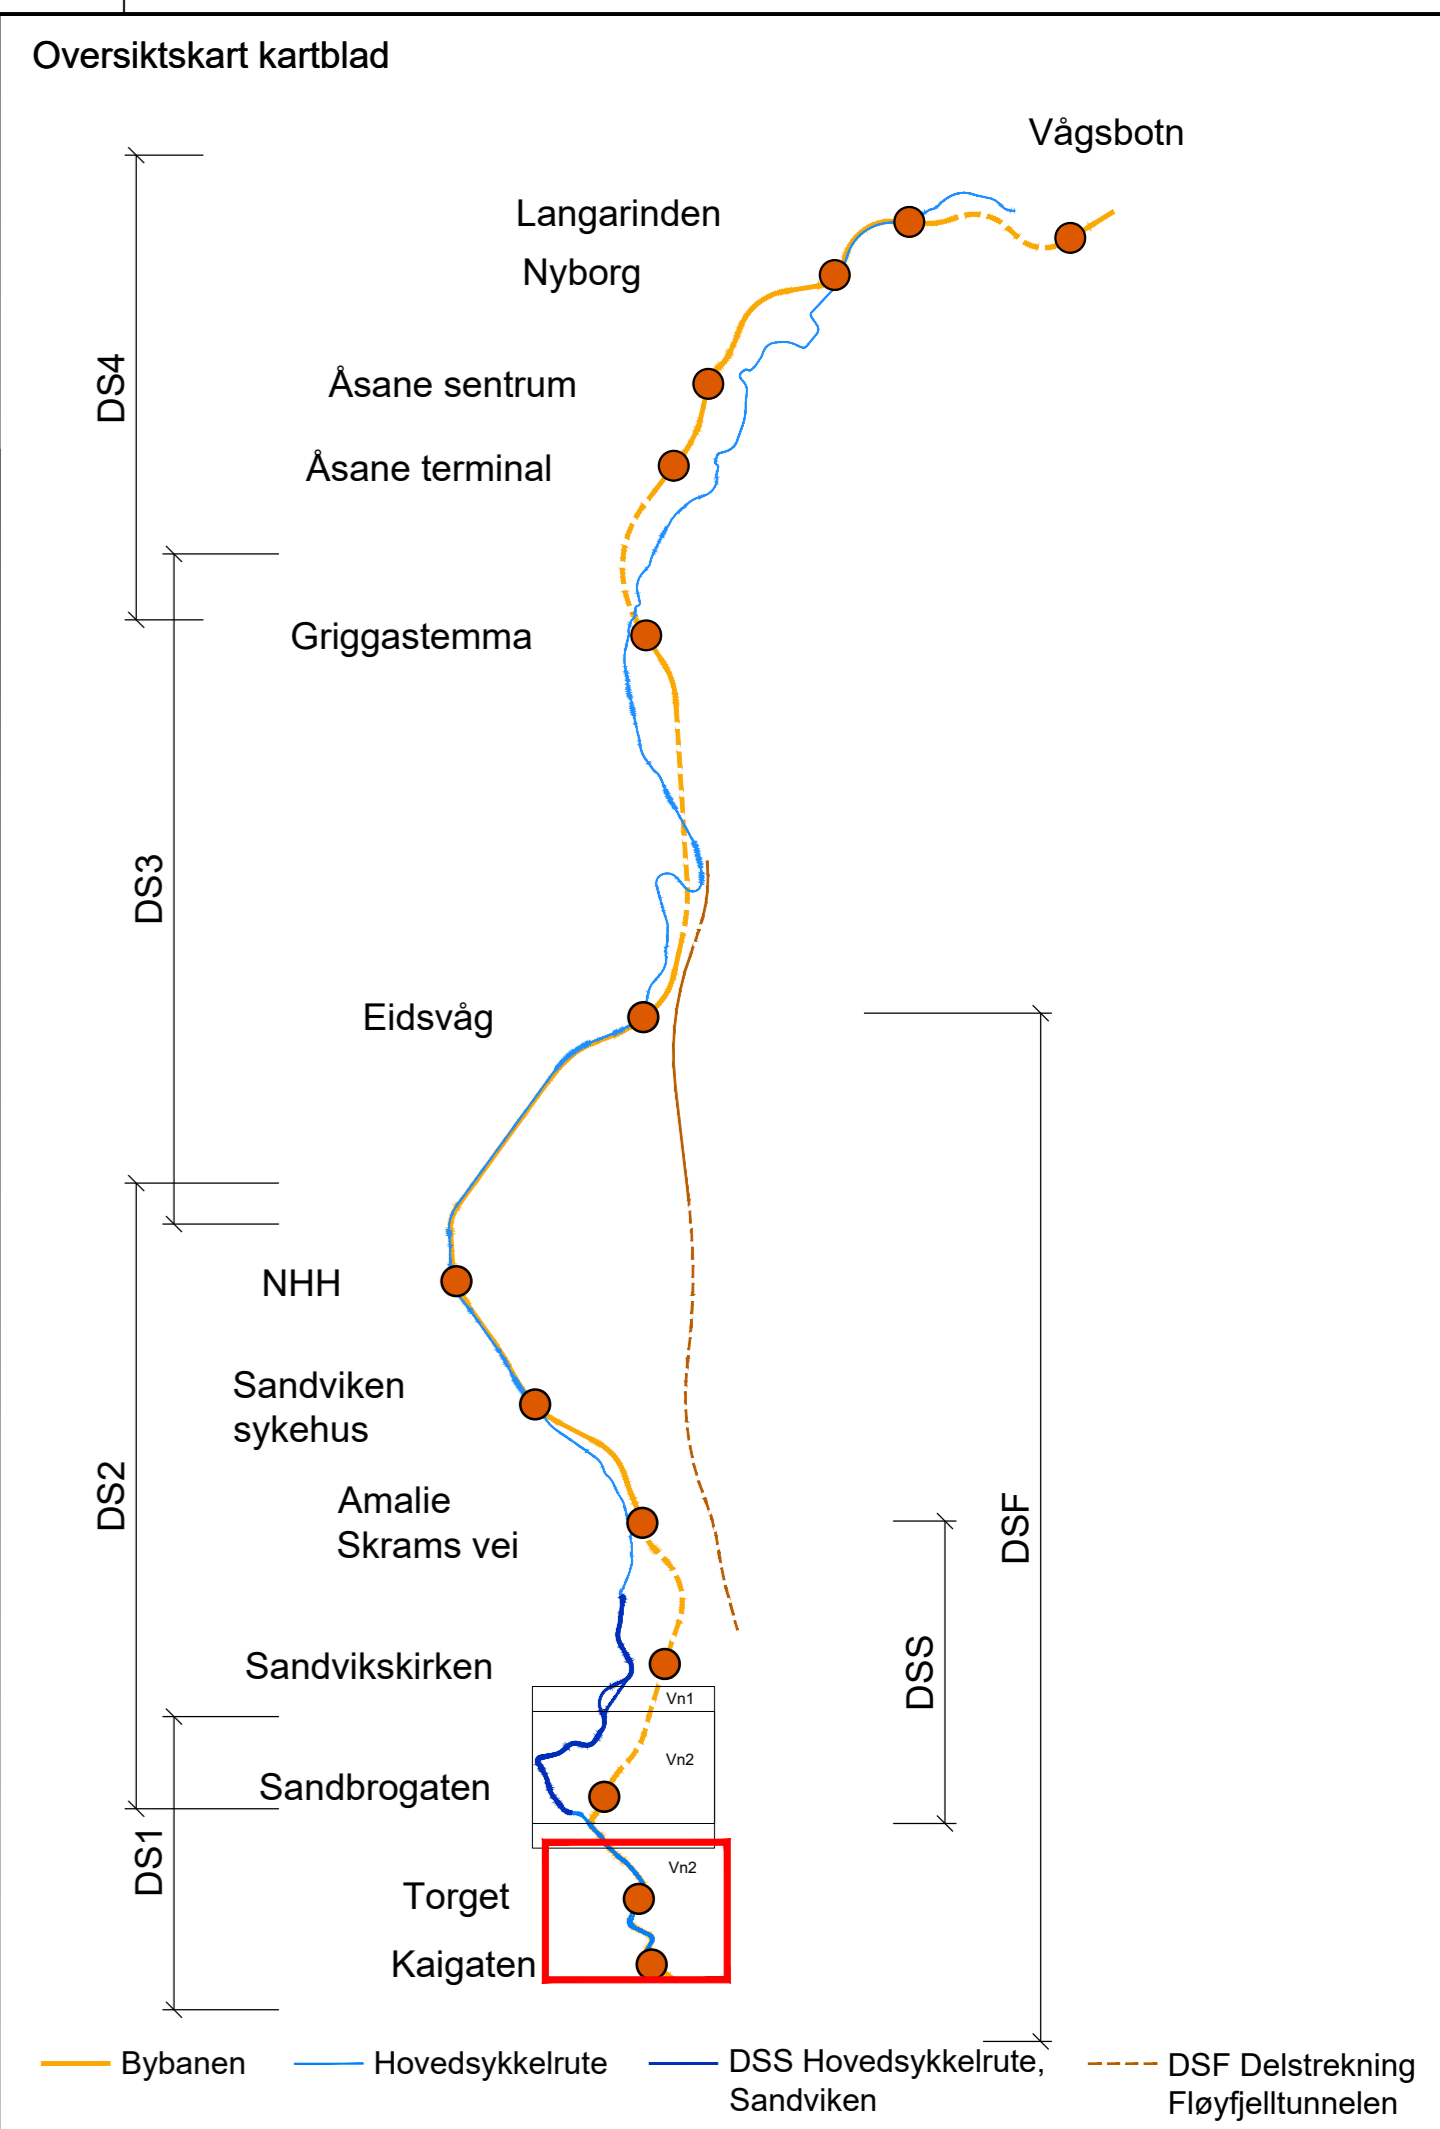 Oversiktskart kartblad
Vågsbotn
Langarinden
Nyborg
DS4
Åsane sentrum
Åsane terminal
Griggastemma
DS3
Eidsvåg
NHH
Sandviken
sykehus
DS2
Amalie
Skrams vei
DSF
DSS
Sandvikskirken
Vn1
Vn2
Sandbrogaten
DS1
Vn2
Torget
Kaigaten
Bybanen
Hovedsykkelrute
DSS Hovedsykkelrute,
Sandviken
DSF Delstrekning
Fløyfjelltunnelen